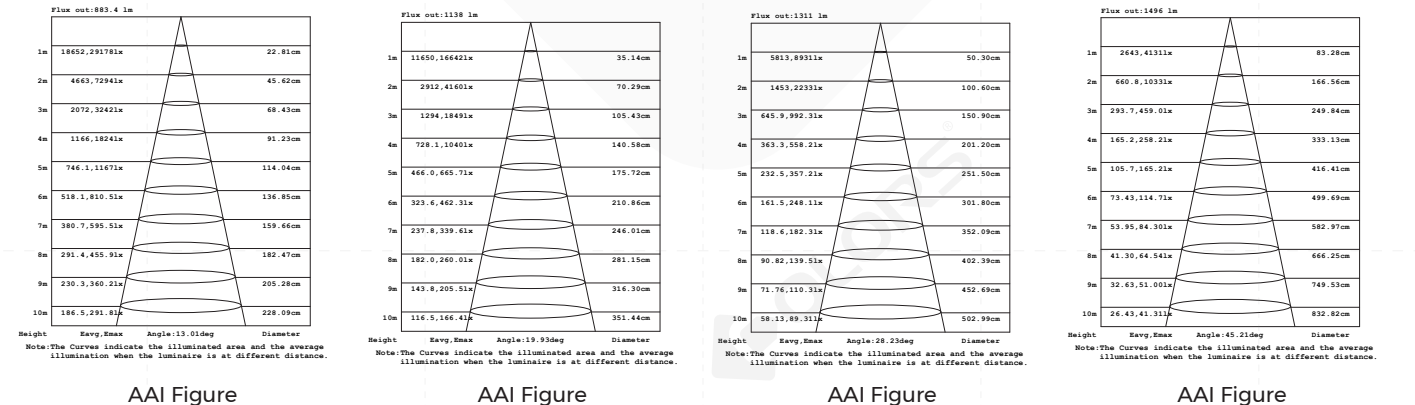 Flux out:883.4 lm
1m 18652,29178lx 22.81cm
2m 4663,7294lx 45.62cm
3m 2072,3242lx 68.43cm
4m 1166,1824lx 91.23cm
5m 746.1,1167lx 114.04cm
6m 518.1,810.5lx 136.85cm
7m 380.7,595.5lx 159.66cm
8m 291.4,455.9lx 182.47cm
9m 230.3,360.2lx 205.28cm
10m 186.5,291.8lx 228.09cm
Height Eavg,Emax Angle:13.01deg Diameter
Note:The Curves indicate the illuminated area and the average
illumination when the luminaire is at different distance.
AAI Figure
Flux out:1138 lm
1m 11650,16642lx 35.14cm
2m 2912,4160lx 70.29cm
3m 1294,1849lx 105.43cm
4m 728.1,1040lx 140.58cm
5m 466.0,665.7lx 175.72cm
6m 323.6,462.3lx 210.86cm
7m 237.8,339.6lx 246.01cm
8m 182.0,260.0lx 281.15cm
9m 143.8,205.5lx 316.30cm
10m 116.5,166.4lx 351.44cm
Height Eavg,Emax Angle:19.93deg Diameter
Note:The Curves indicate the illuminated area and the average
illumination when the luminaire is at different distance.
AAI Figure
Flux out:1311 lm
1m 5813,8931lx 50.30cm
2m 1453,2233lx 100.60cm
3m 645.9,992.3lx 150.90cm
4m 363.3,558.2lx 201.20cm
5m 232.5,357.2lx 251.50cm
6m 161.5,248.1lx 301.80cm
7m 118.6,182.3lx 352.09cm
8m 90.82,139.5lx 402.39cm
9m 71.76,110.3lx 452.69cm
10m 58.13,89.31lx 502.99cm
Height Eavg,Emax Angle:28.23deg Diameter
Note:The Curves indicate the illuminated area and the average
illumination when the luminaire is at different distance.
AAI Figure
Flux out:1496 lm
1m 2643,4131lx 83.28cm
2m 660.8,1033lx 166.56cm
3m 293.7,459.0lx 249.84cm
4m 165.2,258.2lx 333.13cm
5m 105.7,165.2lx 416.41cm
6m 73.43,114.7lx 499.69cm
7m 53.95,84.30lx 582.97cm
8m 41.30,64.54lx 666.25cm
9m 32.63,51.00lx 749.53cm
10m 26.43,41.31lx 832.82cm
Height Eavg,Emax Angle:45.21deg Diameter
Note:The Curves indicate the illuminated area and the average
illumination when the luminaire is at different distance.
AAI Figure